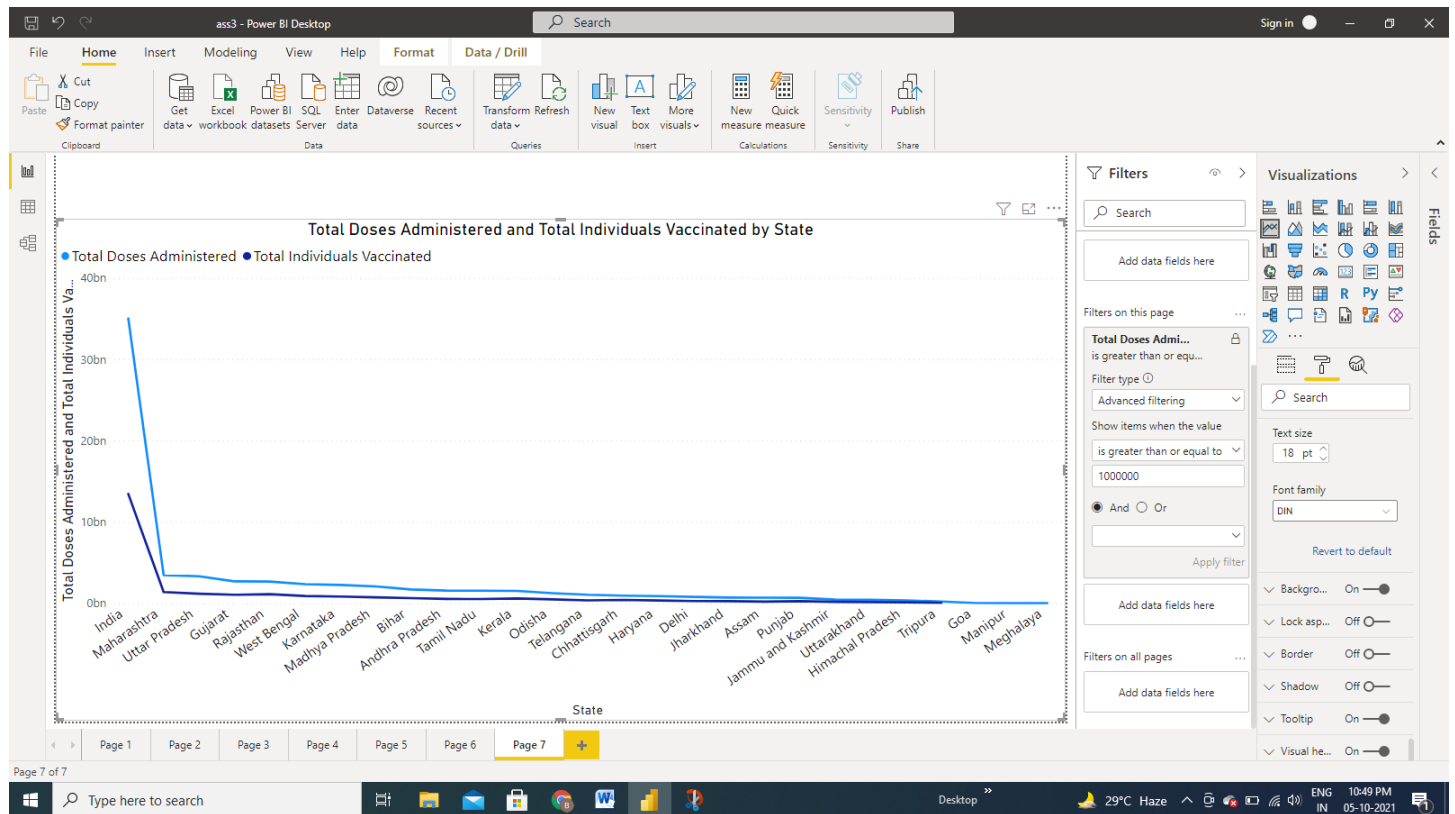 ass3 - Power BI Desktop
Search
Sign in
File Home Insert Modeling View Help Format Data / Drill
Paste
Cut
Copy
Format painter
Clipboard
Get data
Excel workbook
Power BI datasets
SQL Server
Enter data
Dataverse
Recent sources
Data
Transform data
Refresh
Queries
New visual
Text box
More visuals
Insert
New measure
Quick measure
Calculations
Sensitivity
Sensitivity
Publish
Share
Total Doses Administered and Total Individuals Vaccinated by State
Total Doses Administered Total Individuals Vaccinated
Total Doses Administered and Total Individuals Va...
40bn
30bn
20bn
10bn
0bn
India
Maharashtra
Uttar Pradesh
Gujarat
Rajasthan
West Bengal
Karnataka
Madhya Pradesh
Bihar
Andhra Pradesh
Tamil Nadu
Kerala
Odisha
Telangana
Chhattisgarh
Haryana
Delhi
Jharkhand
Assam
Punjab
Jammu and Kashmir
Uttarakhand
Himachal Pradesh
Tripura
Goa
Manipur
Meghalaya
State
Filters
Search
Add data fields here
Filters on this page ...
Total Doses Admi...
is greater than or equ...
Filter type
Advanced filtering
Show items when the value
is greater than or equal to
1000000
And Or
Apply filter
Add data fields here
Filters on all pages ...
Add data fields here
Visualizations
123
R Py
...
Search
Text size
18 pt
Font family
DIN
Revert to default
Backgro... On
Lock asp... Off
Border Off
Shadow Off
Tooltip On
Visual he... On
Fields
Page 1 Page 2 Page 3 Page 4 Page 5 Page 6 Page 7 +
Page 7 of 7
Type here to search
Desktop
29°C Haze
ENG
IN
10:49 PM
05-10-2021
1